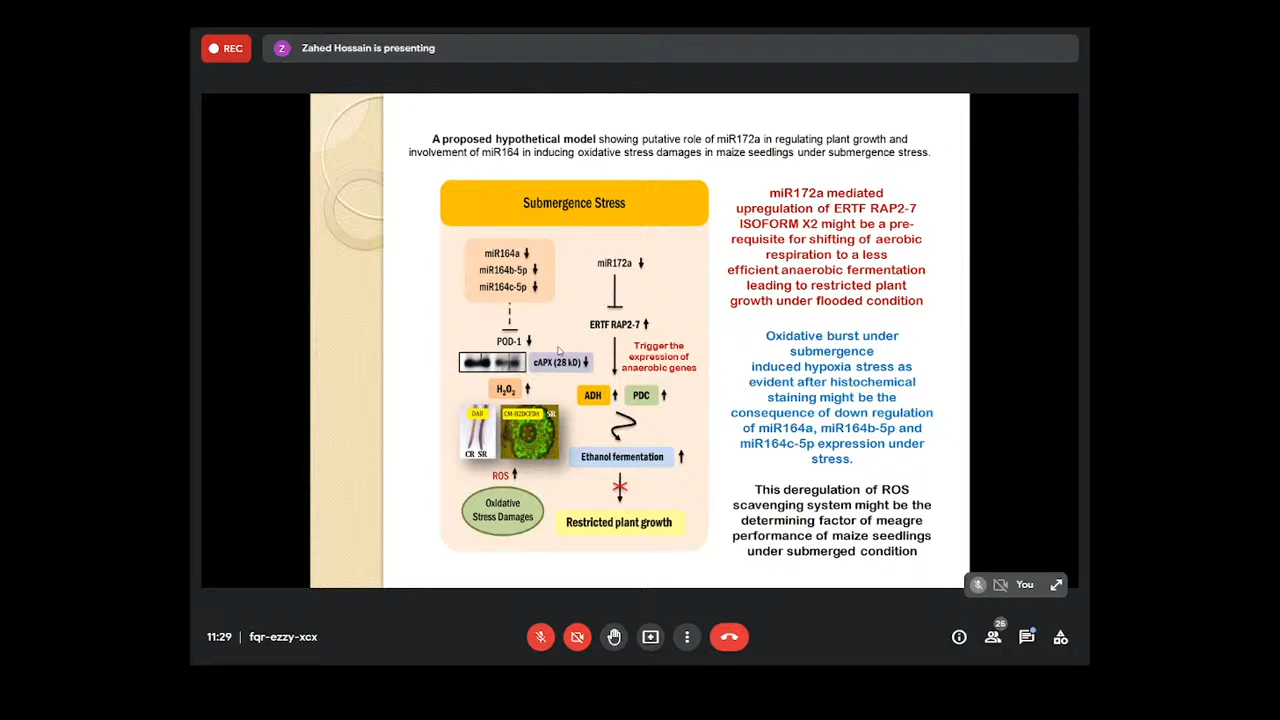 REC
Z
Zahed Hossain is presenting
A proposed hypothetical model showing putative role of miR172a in regulating plant growth and
involvement of miR164 in inducing oxidative stress damages in maize seedlings under submergence stress.
Submergence Stress
miR164a
miR164b-5p
miR164c-5p
POD-1
cAPX (28 kD)
H₂O₂
DAB
CM-H2DCFDA
SR
CR SR
ROS
Oxidative
Stress Damages
miR172a
ERTF RAP2-7
Trigger the
expression of
anaerobic genes
ADH
PDC
Ethanol fermentation
Restricted plant growth
miR172a mediated
upregulation of ERTF RAP2-7
ISOFORM X2 might be a pre-
requisite for shifting of aerobic
respiration to a less
efficient anaerobic fermentation
leading to restricted plant
growth under flooded condition
Oxidative burst under
submergence
induced hypoxia stress as
evident after histochemical
staining might be the
consequence of down regulation
of miR164a, miR164b-5p and
miR164c-5p expression under
stress.
This deregulation of ROS
scavenging system might be the
determining factor of meagre
performance of maize seedlings
under submerged condition
You
11:29 | fqr-ezzy-xcx
26